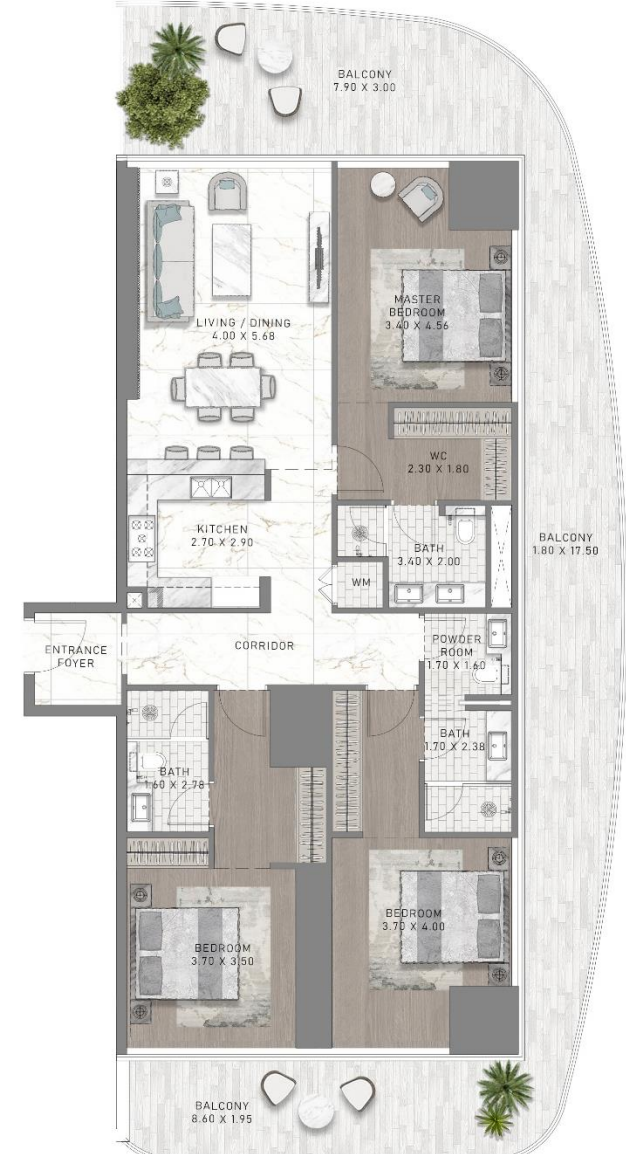 BALCONY
7.90 X 3.00
MASTER
BEDROOM
3.40 X 4.56
LIVING / DINING
4.00 X 5.68
WC
2.30 X 1.80
KITCHEN
2.70 X 2.90
BATH
3.40 X 2.00
BALCONY
1.80 X 17.50
WM
ENTRANCE
FOYER
CORRIDOR
POWDER
ROOM
1.70 X 1.60
BATH
1.70 X 2.38
BATH
1.60 X 2.78
BEDROOM
3.70 X 4.00
BEDROOM
3.70 X 3.50
BALCONY
8.60 X 1.95